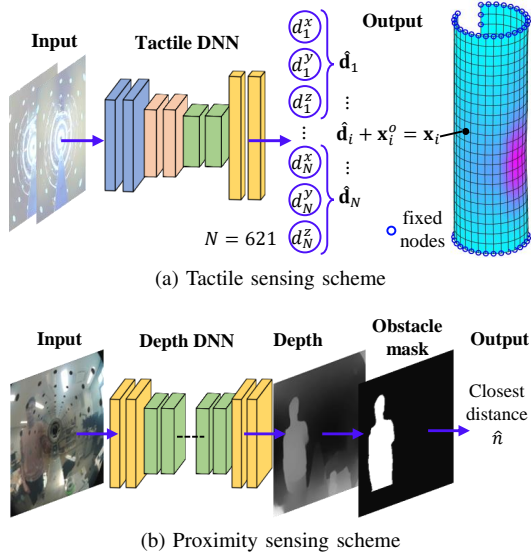 Input
Tactile DNN
Output
d₁ˣ
d₁ʸ
d₁ᶻ
d̂₁
⋮
⋮
d̂ᵢ + xᵢᵒ = xᵢ
d_Nˣ
⋮
d_Nʸ
d̂_N
d_Nᶻ
N = 621
fixed
nodes
(a) Tactile sensing scheme
Input
Depth DNN
Depth
Obstacle
mask
Output
Closest
distance
n̂
(b) Proximity sensing scheme